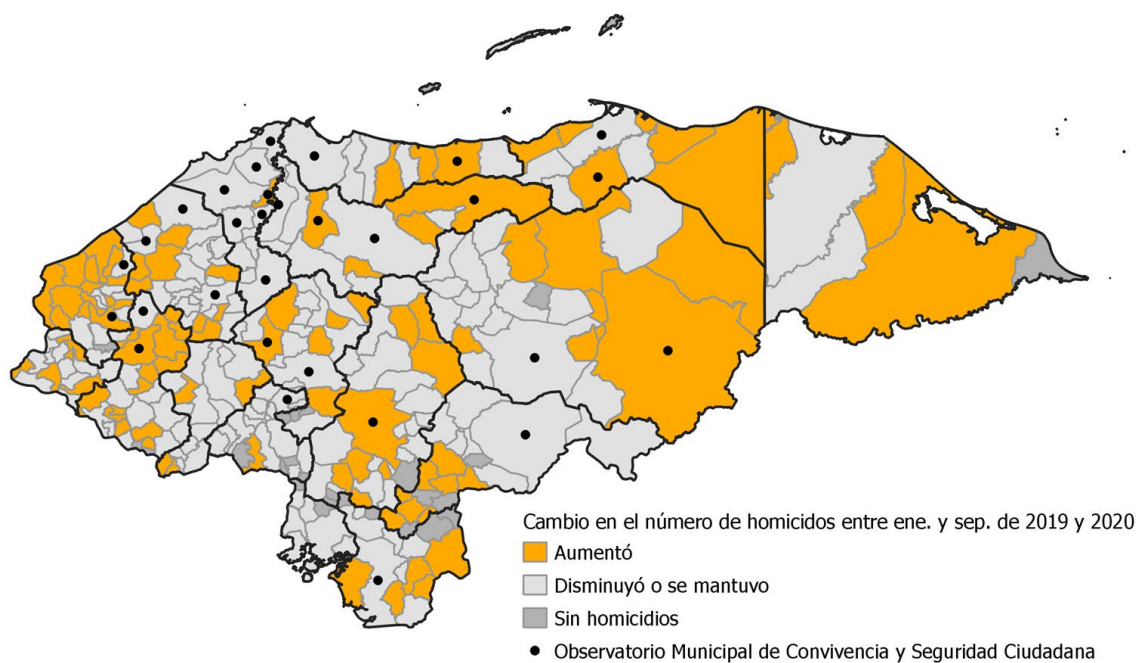 Cambio en el número de homicidos entre ene. y sep. de 2019 y 2020
Aumentó
Disminuyó o se mantuvo
Sin homicidios
Observatorio Municipal de Convivencia y Seguridad Ciudadana